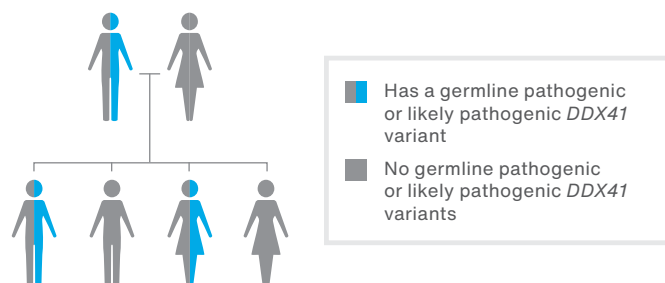 Has a germline pathogenic
or likely pathogenic DDX41
variant
No germline pathogenic
or likely pathogenic DDX41
variants